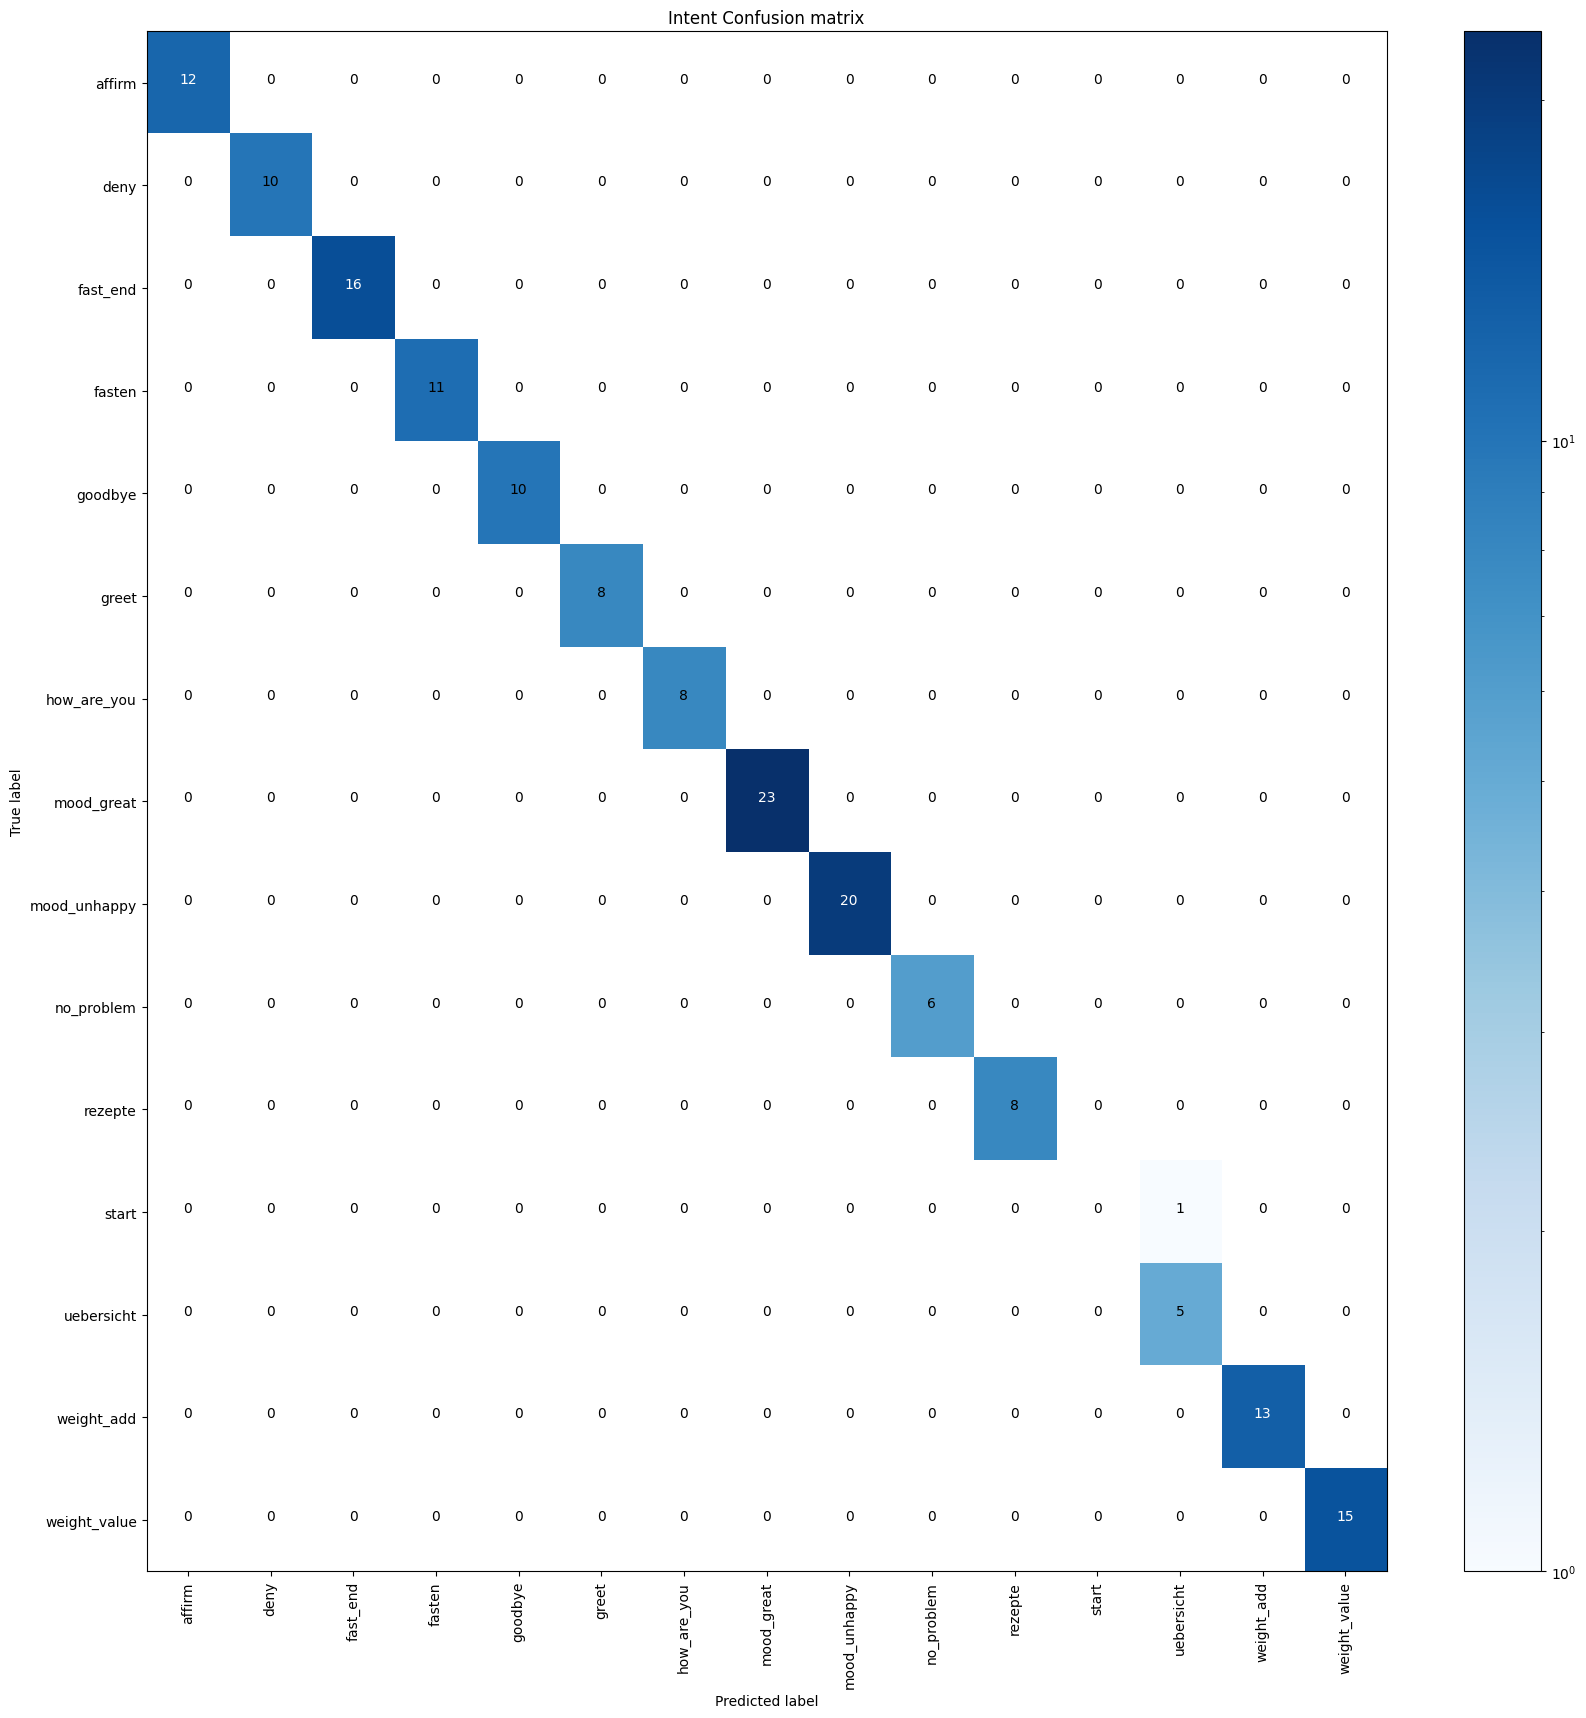 Intent Confusion matrix
affirm 12 0 0 0 0 0 0 0 0 0 0 0 0 0 0
deny 0 10 0 0 0 0 0 0 0 0 0 0 0 0 0
fast_end 0 0 16 0 0 0 0 0 0 0 0 0 0 0 0
fasten 0 0 0 11 0 0 0 0 0 0 0 0 0 0 0
10¹
goodbye 0 0 0 0 10 0 0 0 0 0 0 0 0 0 0
greet 0 0 0 0 0 8 0 0 0 0 0 0 0 0 0
how_are_you 0 0 0 0 0 0 8 0 0 0 0 0 0 0 0
True label
mood_great 0 0 0 0 0 0 0 23 0 0 0 0 0 0 0
mood_unhappy 0 0 0 0 0 0 0 0 20 0 0 0 0 0 0
no_problem 0 0 0 0 0 0 0 0 0 6 0 0 0 0 0
rezepte 0 0 0 0 0 0 0 0 0 0 8 0 0 0 0
start 0 0 0 0 0 0 0 0 0 0 0 0 1 0 0
uebersicht 0 0 0 0 0 0 0 0 0 0 0 0 5 0 0
weight_add 0 0 0 0 0 0 0 0 0 0 0 0 0 13 0
weight_value 0 0 0 0 0 0 0 0 0 0 0 0 0 0 15
10⁰
affirm deny fast_end fasten goodbye greet how_are_you mood_great mood_unhappy no_problem rezepte start uebersicht weight_add weight_value
Predicted label